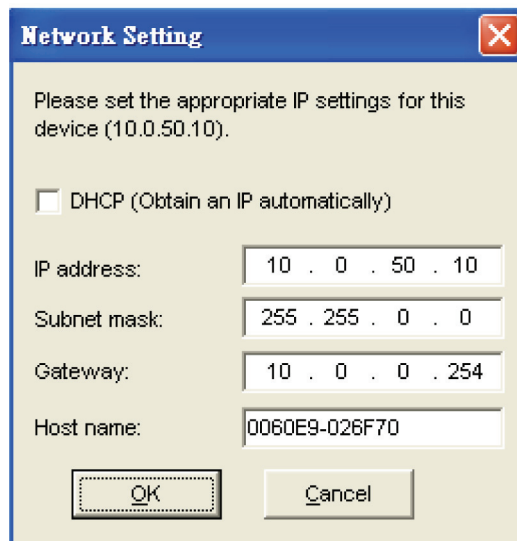 Network Setting
Please set the appropriate IP settings for this
device (10.0.50.10).
DHCP (Obtain an IP automatically)
IP address: 10 . 0 . 50 . 10
Subnet mask: 255 . 255 . 0 . 0
Gateway: 10 . 0 . 0 . 254
Host name: 0060E9-026F70
OK Cancel